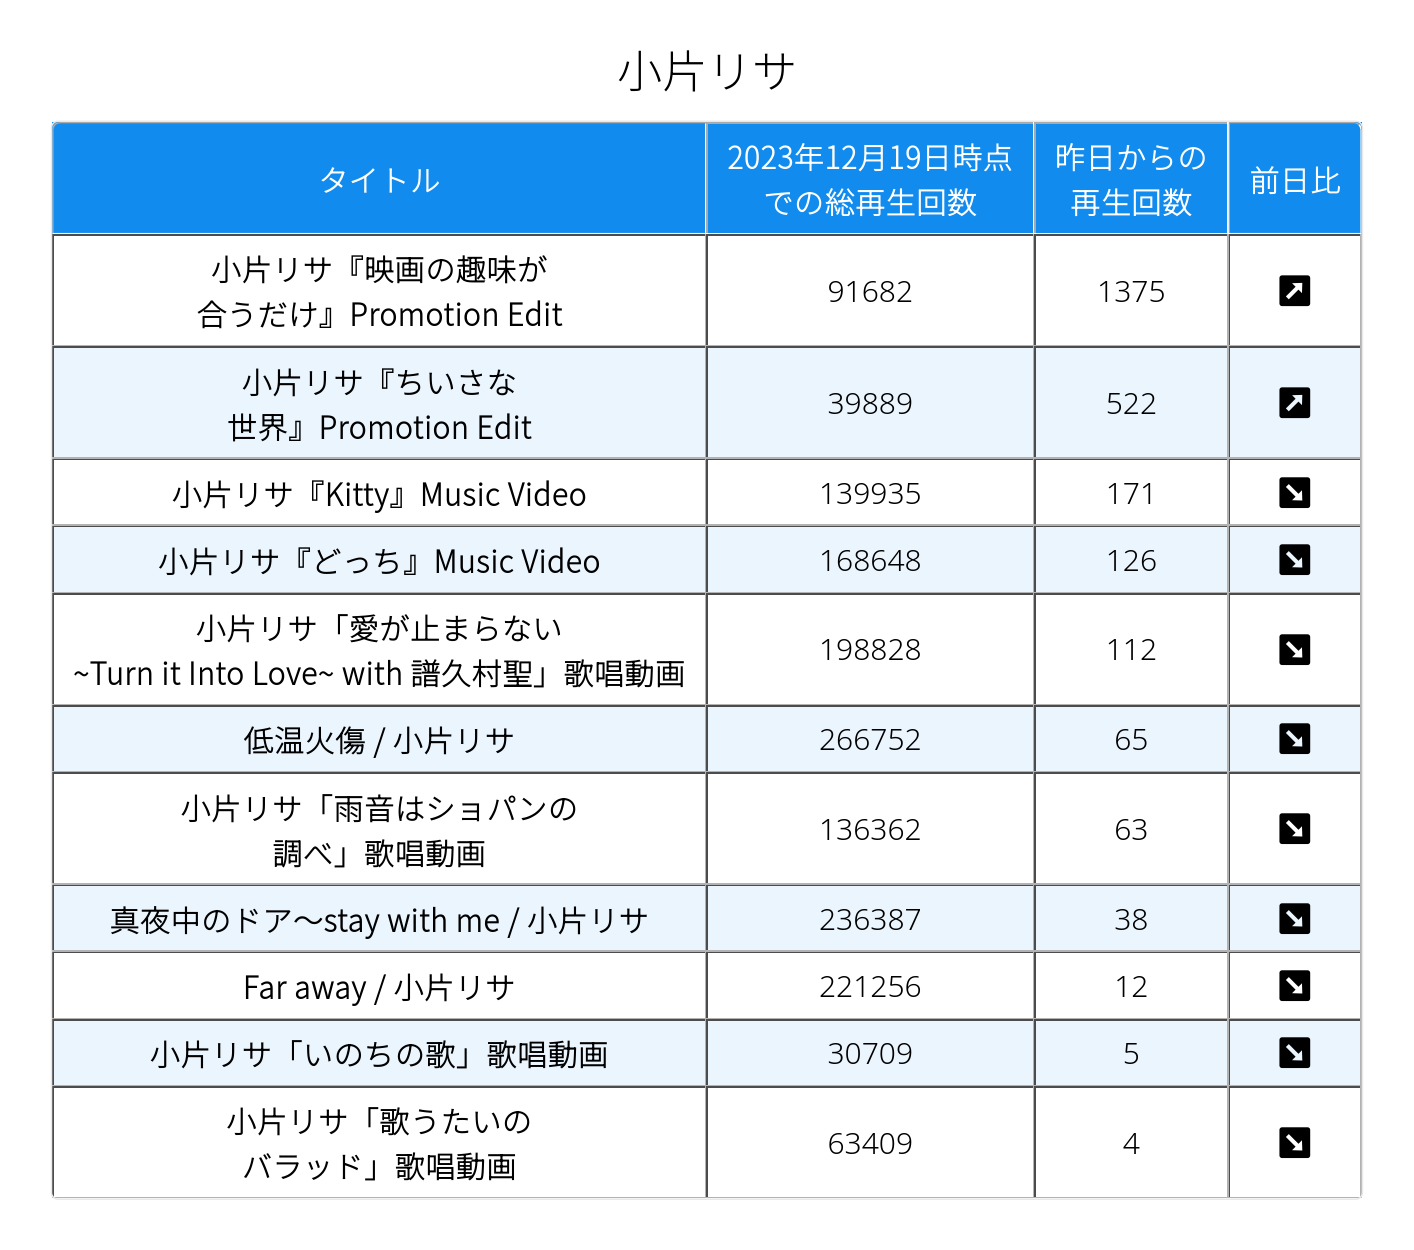 小片リサ
タイトル
2023年12月19日時点
での総再生回数
昨日からの
再生回数
前日比
小片リサ『映画の趣味が
合うだけ』Promotion Edit
91682
1375
小片リサ『ちいさな
世界』Promotion Edit
39889
522
小片リサ『Kitty』Music Video
139935
171
小片リサ『どっち』Music Video
168648
126
小片リサ「愛が止まらない
~Turn it Into Love~ with 譜久村聖」歌唱動画
198828
112
低温火傷 / 小片リサ
266752
65
小片リサ「雨音はショパンの
調べ」歌唱動画
136362
63
真夜中のドア〜stay with me / 小片リサ
236387
38
Far away / 小片リサ
221256
12
小片リサ「いのちの歌」歌唱動画
30709
5
小片リサ「歌うたいの
バラッド」歌唱動画
63409
4